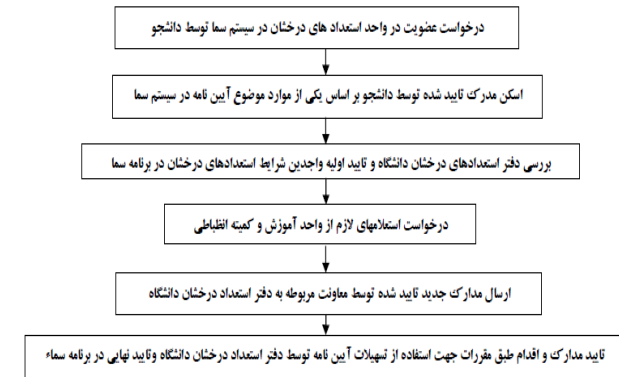 درخواست عضویت در واحد استعداد های درخشان در سیستم سما توسط دانشجو
اسکن مدرک تایید شده توسط دانشجو بر اساس یکی از موارد موضوع آیین نامه در سیستم سما
بررسی دفتر استعدادهای درخشان دانشگاه و تایید اولیه واجدین شرایط استعدادهای درخشان در برنامه سما
درخواست استعلامهای لازم از واحد آموزش و کمیته انظباطی
ارسال مدارک جدید تایید شده توسط معاونت مربوطه به دفتر استعداد درخشان دانشگاه
تایید مدارک و اقدام طبق مقررات جهت استفاده از تسهیلات آیین نامه توسط دفتر استعداد درخشان دانشگاه وتایید نهایی در برنامه سماء